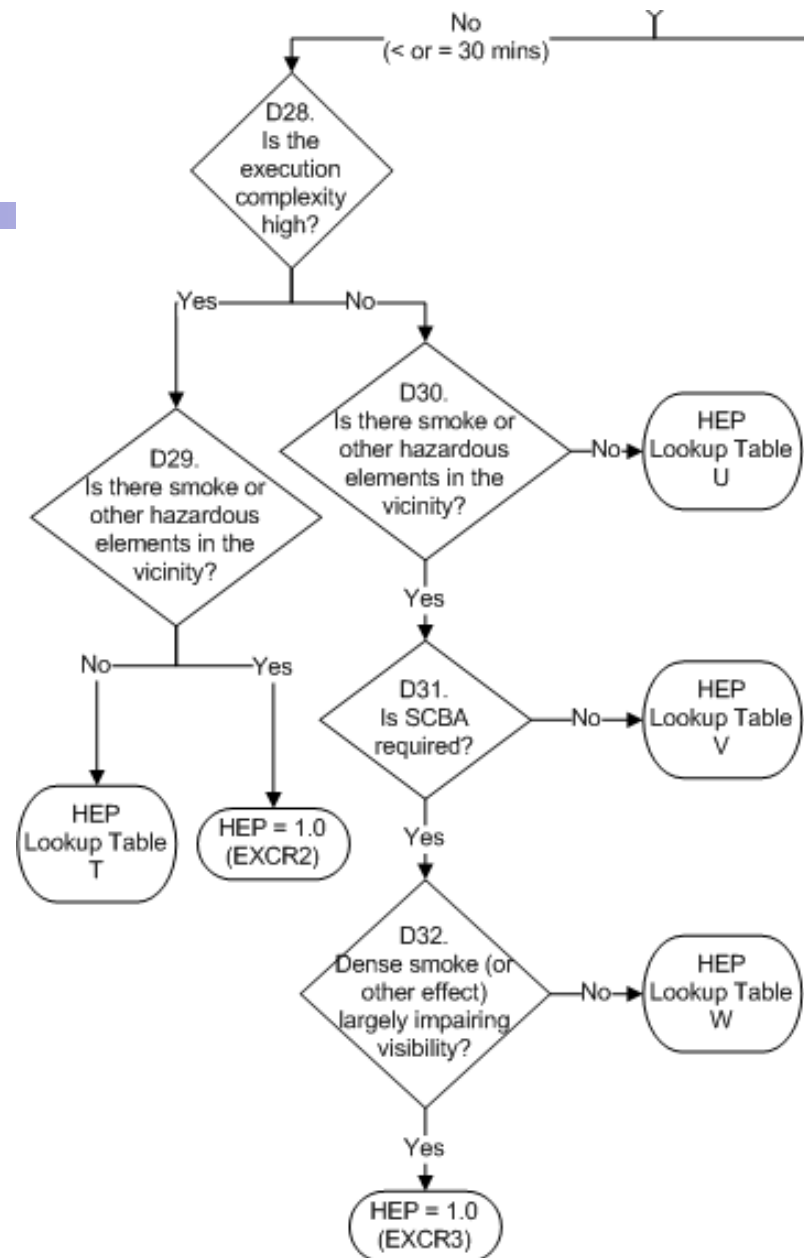 No
(< or = 30 mins)
D28.
Is the
execution
complexity
high?
Yes
No
D30.
Is there smoke or
other hazardous
elements in the
vicinity?
No
HEP
Lookup Table
U
D29.
Is there smoke or
other hazardous
elements in the
vicinity?
Yes
No
Yes
D31.
Is SCBA
required?
No
HEP
Lookup Table
V
HEP
Lookup Table
T
HEP = 1.0
(EXCR2)
Yes
D32.
Dense smoke (or
other effect)
largely impairing
visibility?
No
HEP
Lookup Table
W
Yes
HEP = 1.0
(EXCR3)